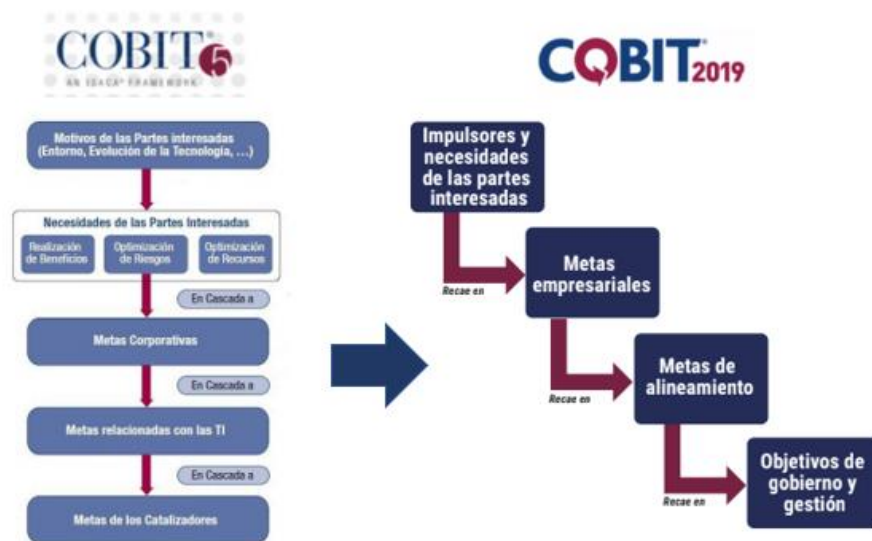 COBIT 5
AN ISACA® FRAMEWORK
Motivos de las Partes interesadas
(Entorno, Evolución de la Tecnología, …)
Necesidades de las Partes Interesadas
Realización
de Beneficios
Optimización
de Riesgos
Optimización
de Recursos
En Cascada a
Metas Corporativas
En Cascada a
Metas relacionadas con las TI
En Cascada a
Metas de los Catalizadores
COBIT® 2019
Impulsores y
necesidades
de las partes
interesadas
Recae en
Metas
empresariales
Recae en
Metas de
alineamiento
Recae en
Objetivos de
gobierno y
gestión